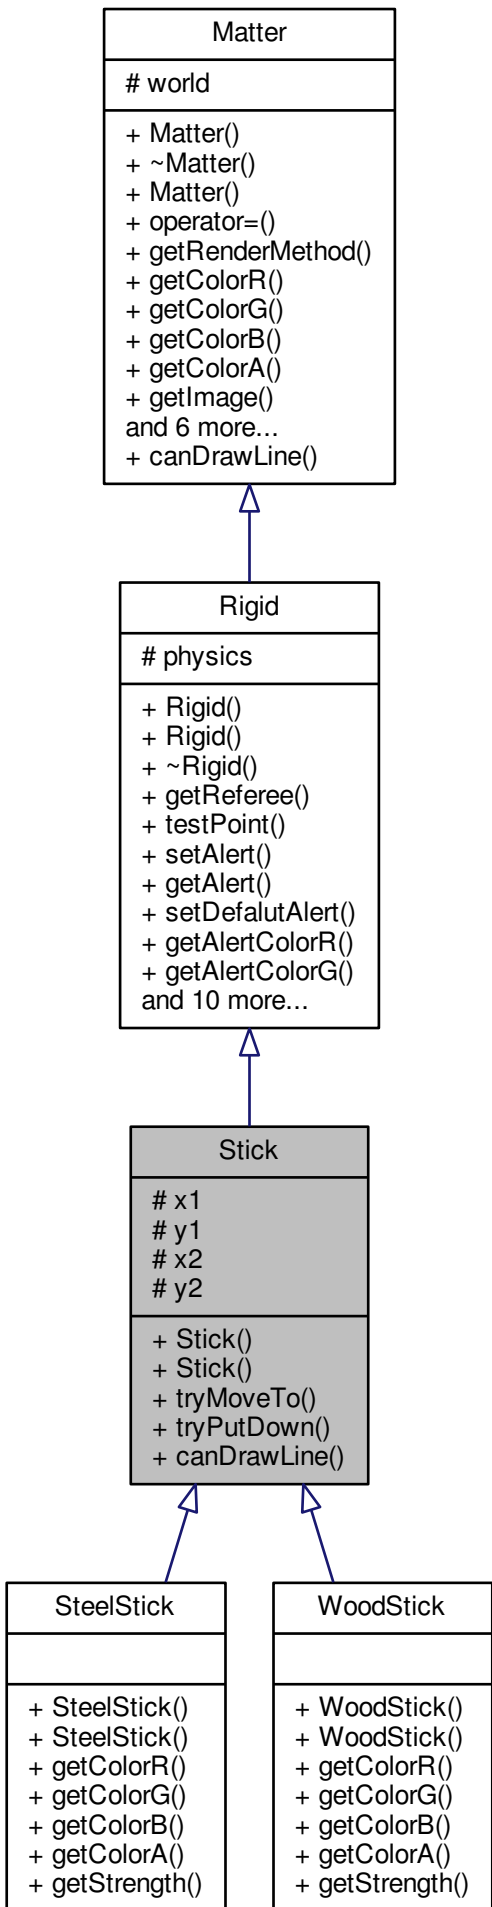 Matter
# world
+ Matter()
+ ~Matter()
+ Matter()
+ operator=()
+ getRenderMethod()
+ getColorR()
+ getColorG()
+ getColorB()
+ getColorA()
+ getImage()
and 6 more...
+ canDrawLine()
Rigid
# physics
+ Rigid()
+ Rigid()
+ ~Rigid()
+ getReferee()
+ testPoint()
+ setAlert()
+ getAlert()
+ setDefalutAlert()
+ getAlertColorR()
+ getAlertColorG()
and 10 more...
Stick
# x1
# y1
# x2
# y2
+ Stick()
+ Stick()
+ tryMoveTo()
+ tryPutDown()
+ canDrawLine()
SteelStick
+ SteelStick()
+ SteelStick()
+ getColorR()
+ getColorG()
+ getColorB()
+ getColorA()
+ getStrength()
WoodStick
+ WoodStick()
+ WoodStick()
+ getColorR()
+ getColorG()
+ getColorB()
+ getColorA()
+ getStrength()